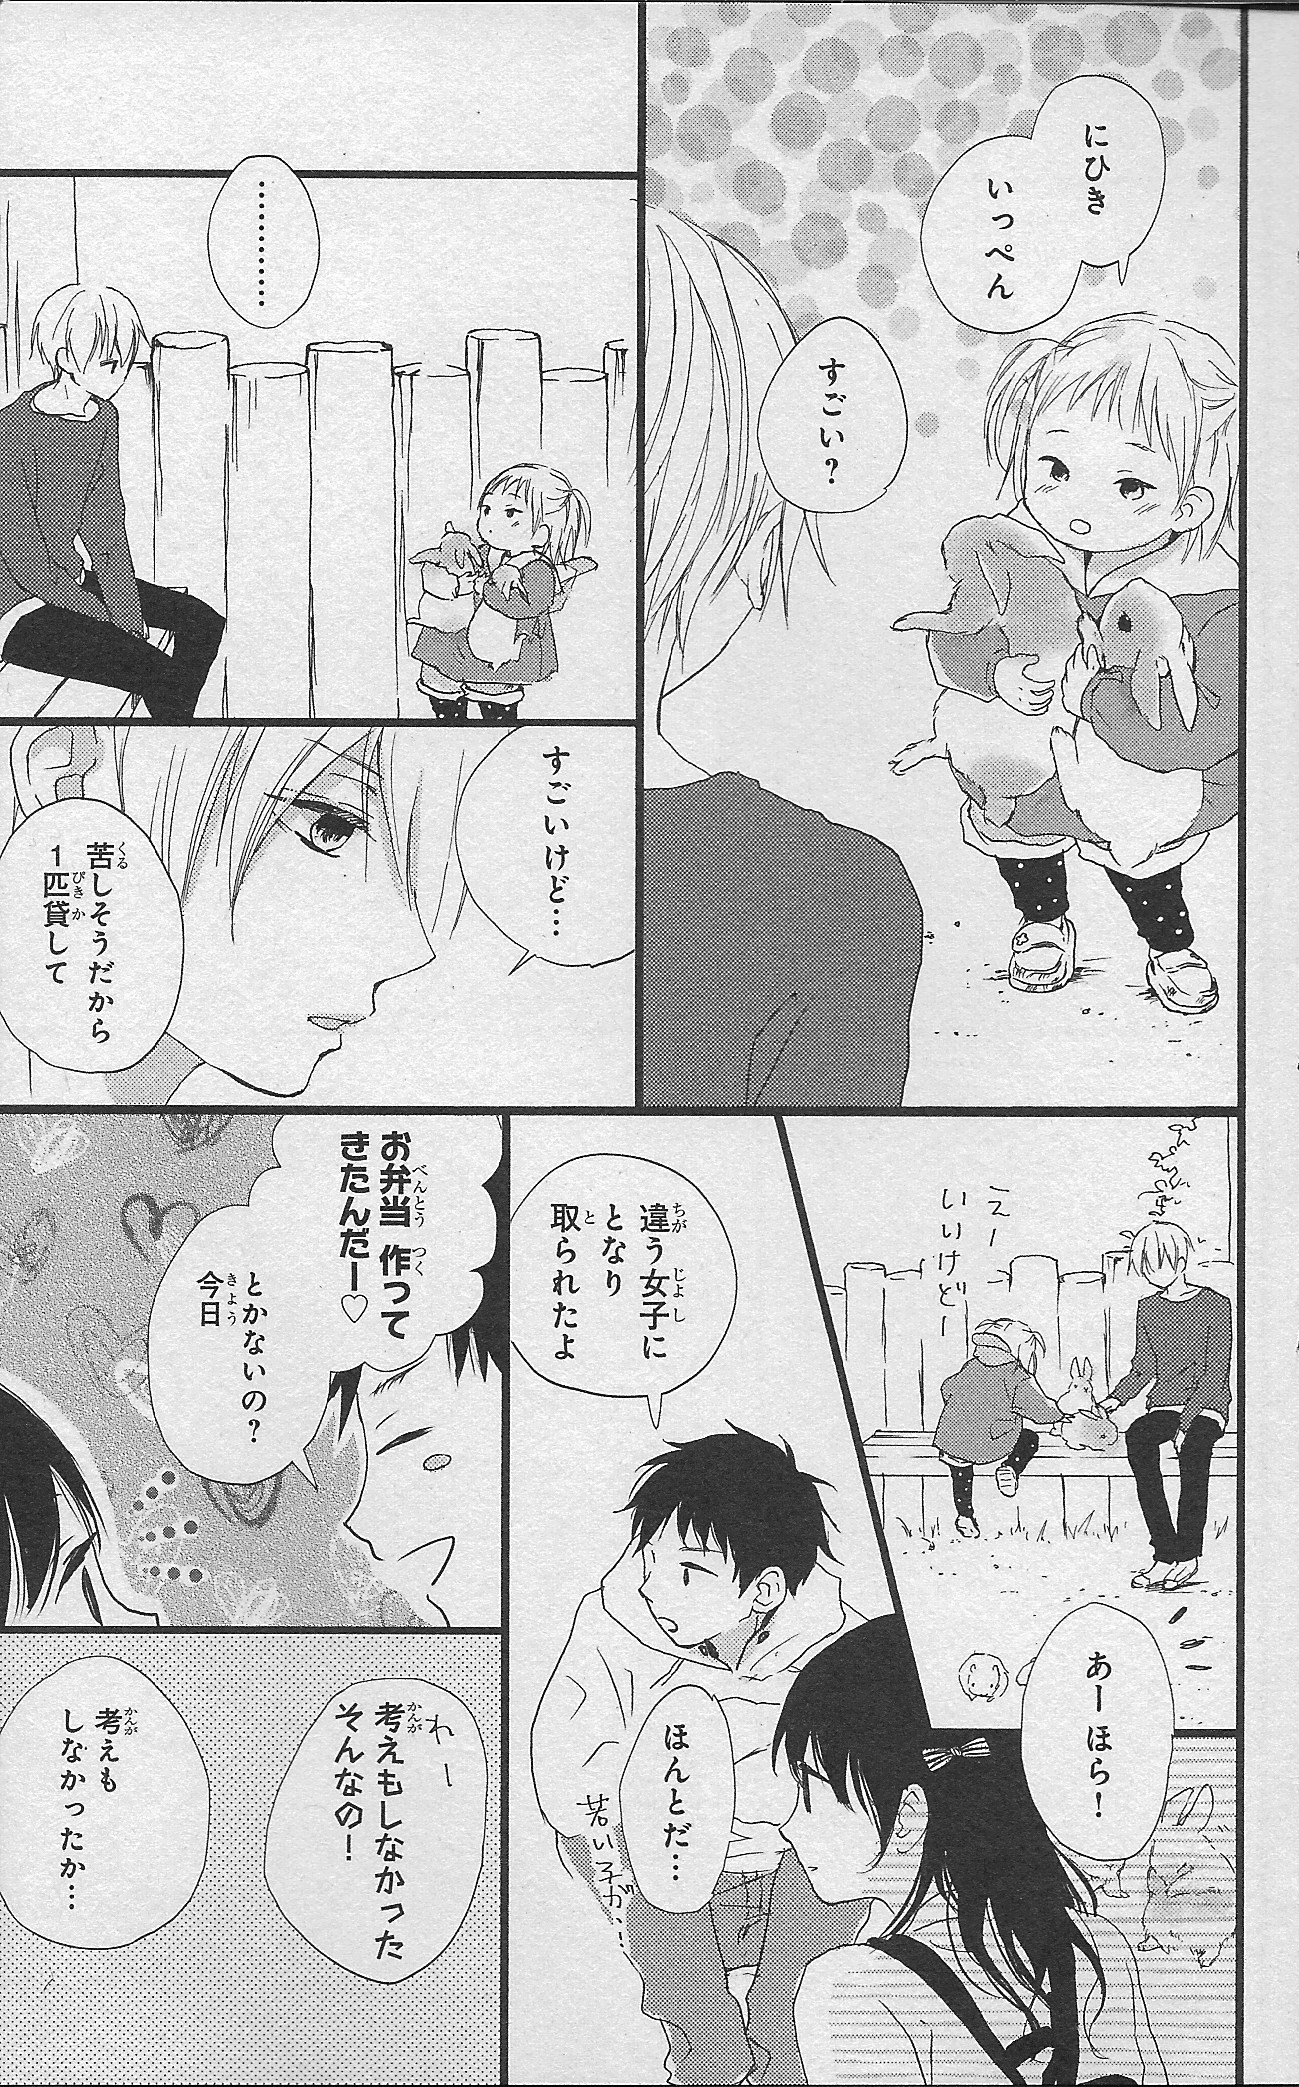 にひき
いっぺん
すごい？
…………
すごいけど…
苦しそうだから
１匹貸して
えー
いいけどー
あーほら！
違う女子に
となり
取られたよ
ほんとだ…
若い子が…
お弁当 作って
きたんだー♡
とかないの？
今日
れー
考えもしなかった
そんなの！
考えも
しなかったか…